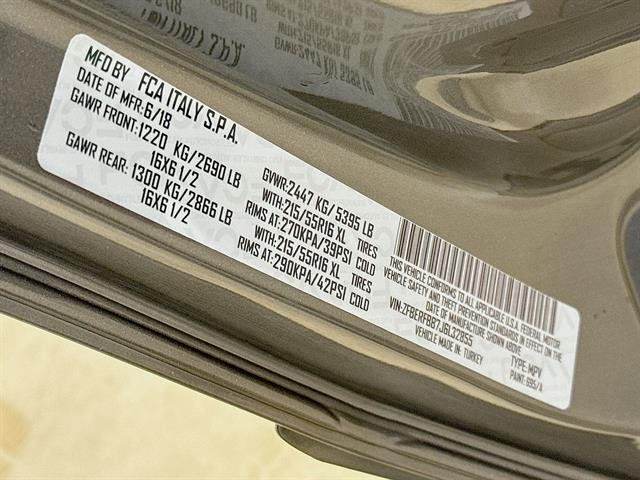 MFD BY FCA ITALY S.P.A.
DATE OF MFR:6/18
GAWR FRONT:1220 KG/2690 LB
16X6 1/2
GAWR REAR: 1300 KG/2866 LB
16X6 1/2
GVWR:2447 KG/ 5395 LB
WITH:215/55R16 XL TIRES
RIMS AT:270KPA/39PSI COLD
WITH:215/55R16 XL TIRES
RIMS AT:290KPA/42PSI COLD
THIS VEHICLE CONFORMS TO ALL APPLICABLE U.S.A. FEDERAL MOTOR
VEHICLE SAFETY AND THEFT PREVENTION STANDARDS IN EFFECT ON THE
DATE OF MANUFACTURE SHOWN ABOVE.
VIN:ZFBERFBB7J6L32855 TYPE: MPV
VEHICLE MADE IN: TURKEY PAINT: 695/A